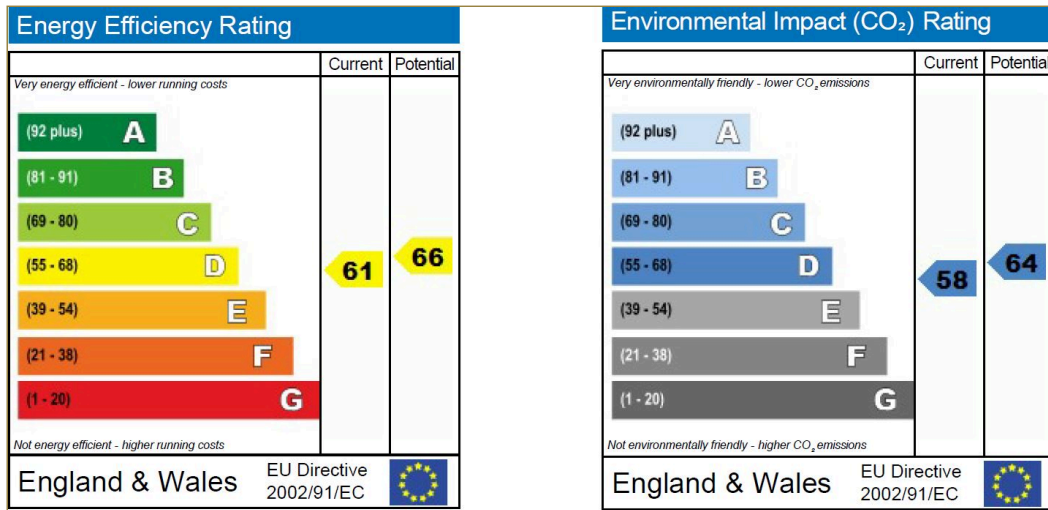 Energy Efficiency Rating
Current Potential
Very energy efficient - lower running costs
(92 plus) A
(81 - 91) B
(69 - 80) C
(55 - 68) D
61
66
(39 - 54) E
(21 - 38) F
(1 - 20) G
Not energy efficient - higher running costs
England & Wales
EU Directive
2002/91/EC
Environmental Impact (CO₂) Rating
Current Potential
Very environmentally friendly - lower CO₂ emissions
(92 plus) A
(81 - 91) B
(69 - 80) C
(55 - 68) D
58
64
(39 - 54) E
(21 - 38) F
(1 - 20) G
Not environmentally friendly - higher CO₂ emissions
England & Wales
EU Directive
2002/91/EC